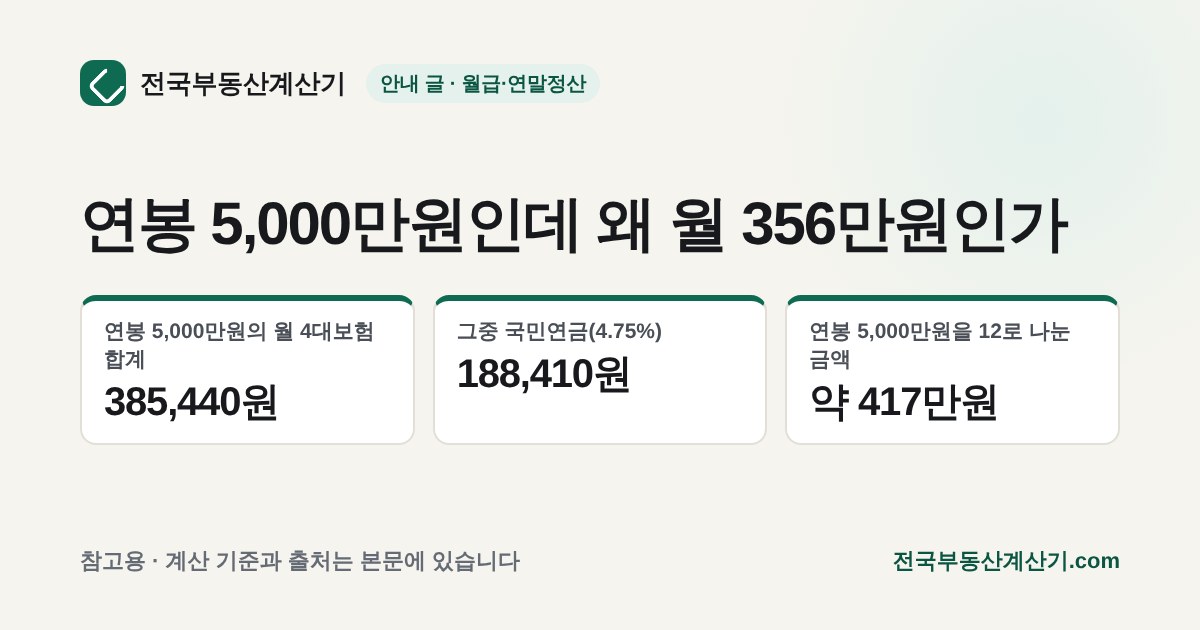 전국부동산계산기
안내 글 · 월급·연말정산
연봉 5,000만원인데 왜 월 356만원인가
연봉 5,000만원의 월 4대보험
합계
385,440원
그중 국민연금(4.75%)
188,410원
연봉 5,000만원을 12로 나눈
금액
약 417만원
참고용 · 계산 기준과 출처는 본문에 있습니다
전국부동산계산기.com